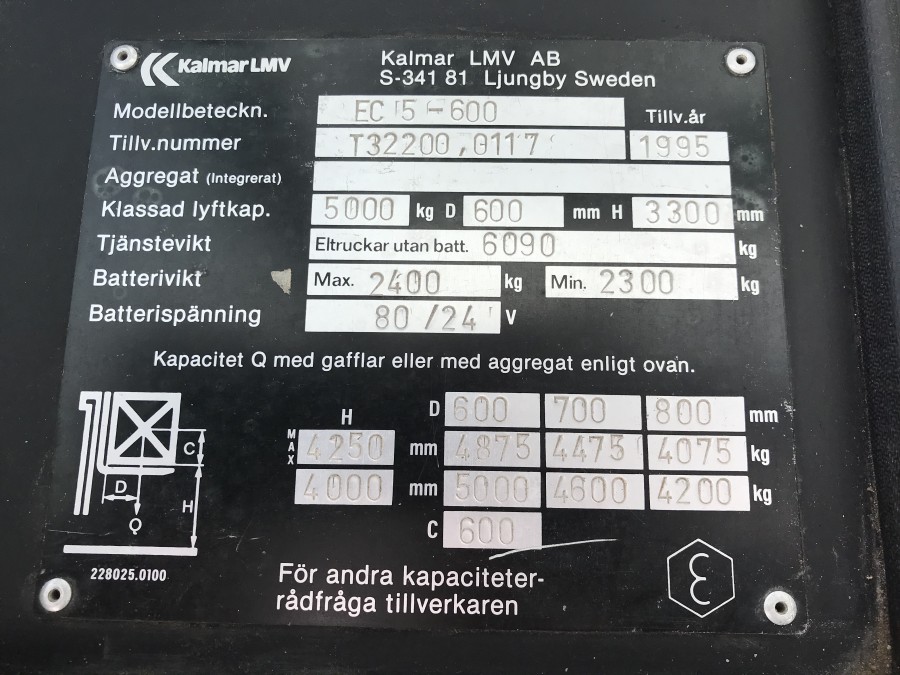 Kalmar LMV
Kalmar LMV AB
S-341 81 Ljungby Sweden
Modellbeteckn. EC 5-600 Tillv.år
Tillv.nummer T32200,0117 1995
Aggregat (Integrerat)
Klassad lyftkap. 5000 kg D 600 mm H 3300 mm
Tjänstevikt Eltruckar utan batt. 6090 kg
Batterivikt Max. 2400 kg Min. 2300 kg
Batterispänning 80/24 V
Kapacitet Q med gafflar eller med aggregat enligt ovan.
H D 600 700 800 mm
MAX 4250 mm 4875 4475 4075 kg
4000 mm 5000 4600 4200 kg
C 600
C
D
H
Q
228025.0100
För andra kapaciteter-
rådfråga tillverkaren
Ɛ